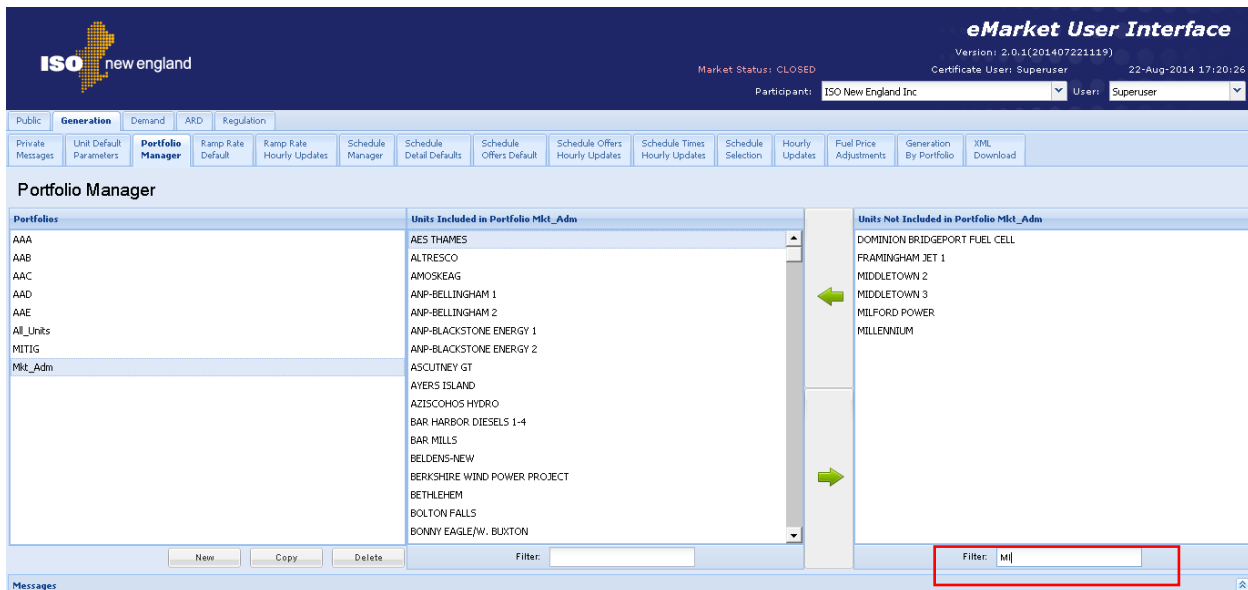 eMarket User Interface
Version: 2.0.1(201407221119)
ISO new england
Market Status: CLOSED Certificate User: Superuser 22-Aug-2014 17:20:26
Participant: ISO New England Inc User: Superuser
Public Generation Demand ARD Regulation
Private Messages Unit Default Parameters Portfolio Manager Ramp Rate Default Ramp Rate Hourly Updates Schedule Manager Schedule Detail Defaults Schedule Offers Default Schedule Offers Hourly Updates Schedule Times Hourly Updates Schedule Selection Hourly Updates Fuel Price Adjustments Generation By Portfolio XML Download
Portfolio Manager
Portfolios
AAA
AAB
AAC
AAD
AAE
All_Units
MITIG
Mkt_Adm
New Copy Delete
Units Included in Portfolio Mkt_Adm
AES THAMES
ALTRESCO
AMOSKEAG
ANP-BELLINGHAM 1
ANP-BELLINGHAM 2
ANP-BLACKSTONE ENERGY 1
ANP-BLACKSTONE ENERGY 2
ASCUTNEY GT
AYERS ISLAND
AZISCOHOS HYDRO
BAR HARBOR DIESELS 1-4
BAR MILLS
BELDENS-NEW
BERKSHIRE WIND POWER PROJECT
BETHLEHEM
BOLTON FALLS
BONNY EAGLE/W. BUXTON
Filter:
Units Not Included in Portfolio Mkt_Adm
DOMINION BRIDGEPORT FUEL CELL
FRAMINGHAM JET 1
MIDDLETOWN 2
MIDDLETOWN 3
MILFORD POWER
MILLENNIUM
Filter: MI
Messages